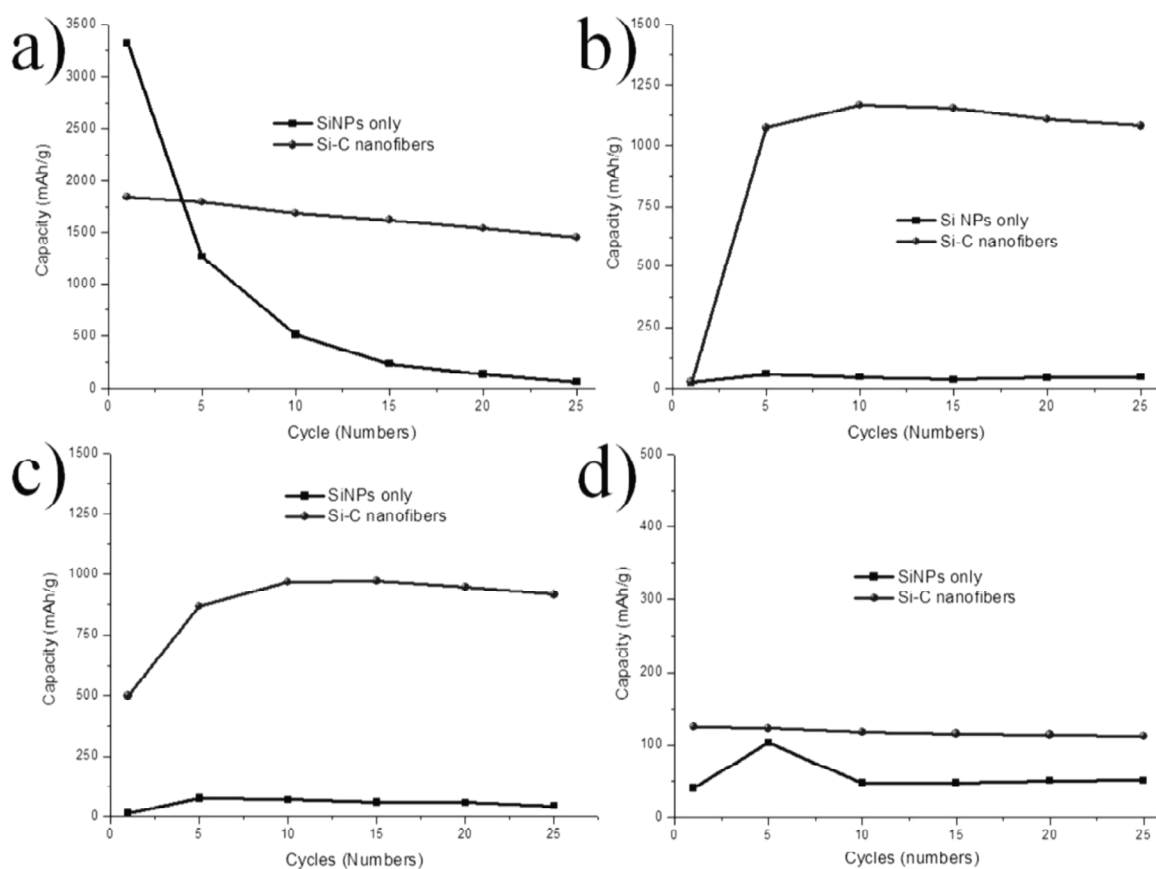 a)
3500
3000
2500
2000
1500
1000
500
0
Capacity (mAh/g)
SiNPs only
Si-C nanofibers
0 5 10 15 20 25
Cycle (Numbers)
b)
1500
1250
1000
750
500
250
0
Capacity (mAh/g)
Si NPs only
Si-C nanofibers
0 5 10 15 20 25
Cycles (Numbers)
c)
1500
1250
1000
750
500
250
0
Capacity (mAh/g)
SiNPs only
Si-C nanofibers
0 5 10 15 20 25
Cycles (Numbers)
d)
500
400
300
200
100
0
Capacity (mAh/g)
SiNPs only
Si-C nanofibers
0 5 10 15 20 25
Cycles (numbers)